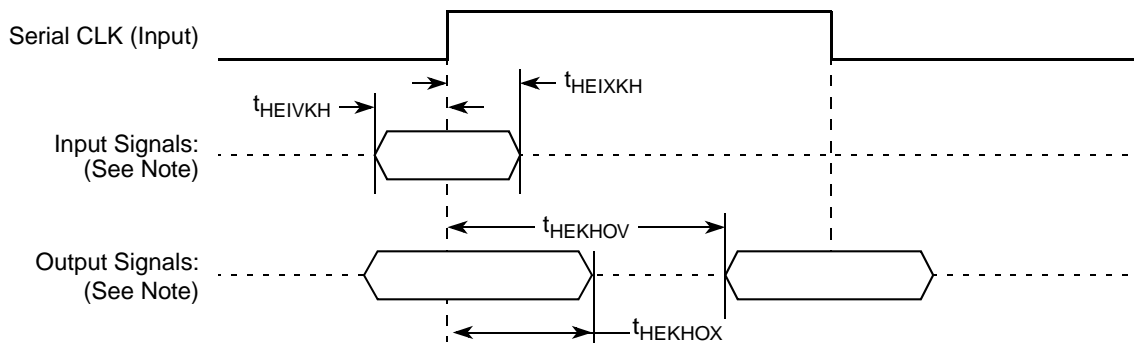 Serial CLK (Input)
tHEIXKH
tHEIVKH
Input Signals:
(See Note)
tHEKHOV
Output Signals:
(See Note)
tHEKHOX